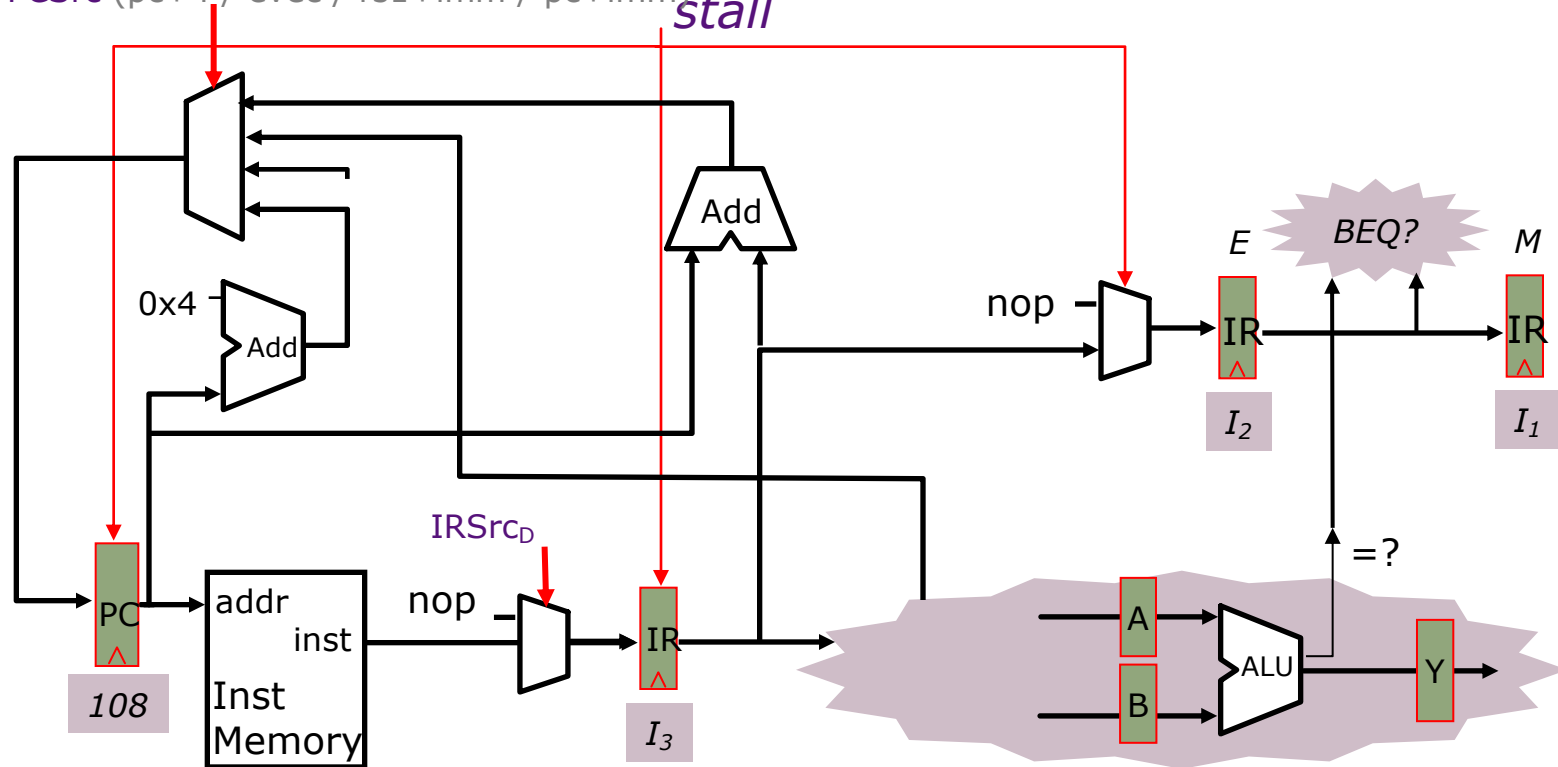 stall
E
BEQ?
M
0x4
Add
Add
nop
IR
IR
I₂
I₁
IRSrc_D
=?
PC
addr
inst
nop
IR
A
B
ALU
Y
Inst
Memory
108
I₃